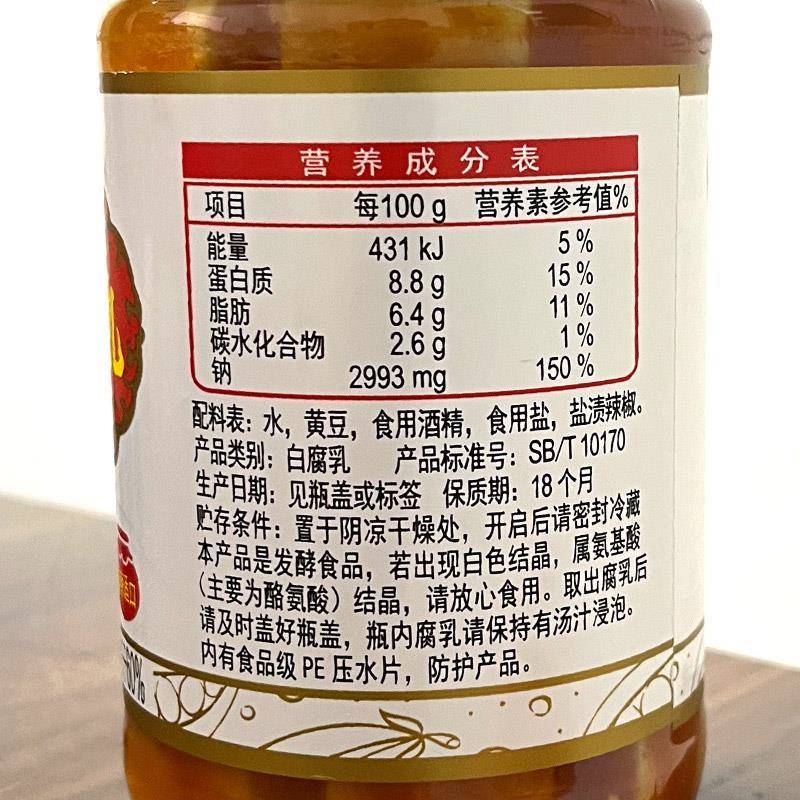 营养成分表
项目 每100 g 营养素参考值%
能量 431 kJ 5 %
蛋白质 8.8 g 15 %
脂肪 6.4 g 11 %
碳水化合物 2.6 g 1 %
钠 2993 mg 150 %
配料表：水，黄豆，食用酒精，食用盐，盐渍辣椒。
产品类别：白腐乳 产品标准号：SB/T 10170
生产日期：见瓶盖或标签 保质期：18个月
贮存条件：置于阴凉干燥处，开启后请密封冷藏
本产品是发酵食品，若出现白色结晶，属氨基酸
（主要为酪氨酸）结晶，请放心食用。取出腐乳后
请及时盖好瓶盖，瓶内腐乳请保持有汤汁浸泡。
内有食品级 PE 压水片，防护产品。